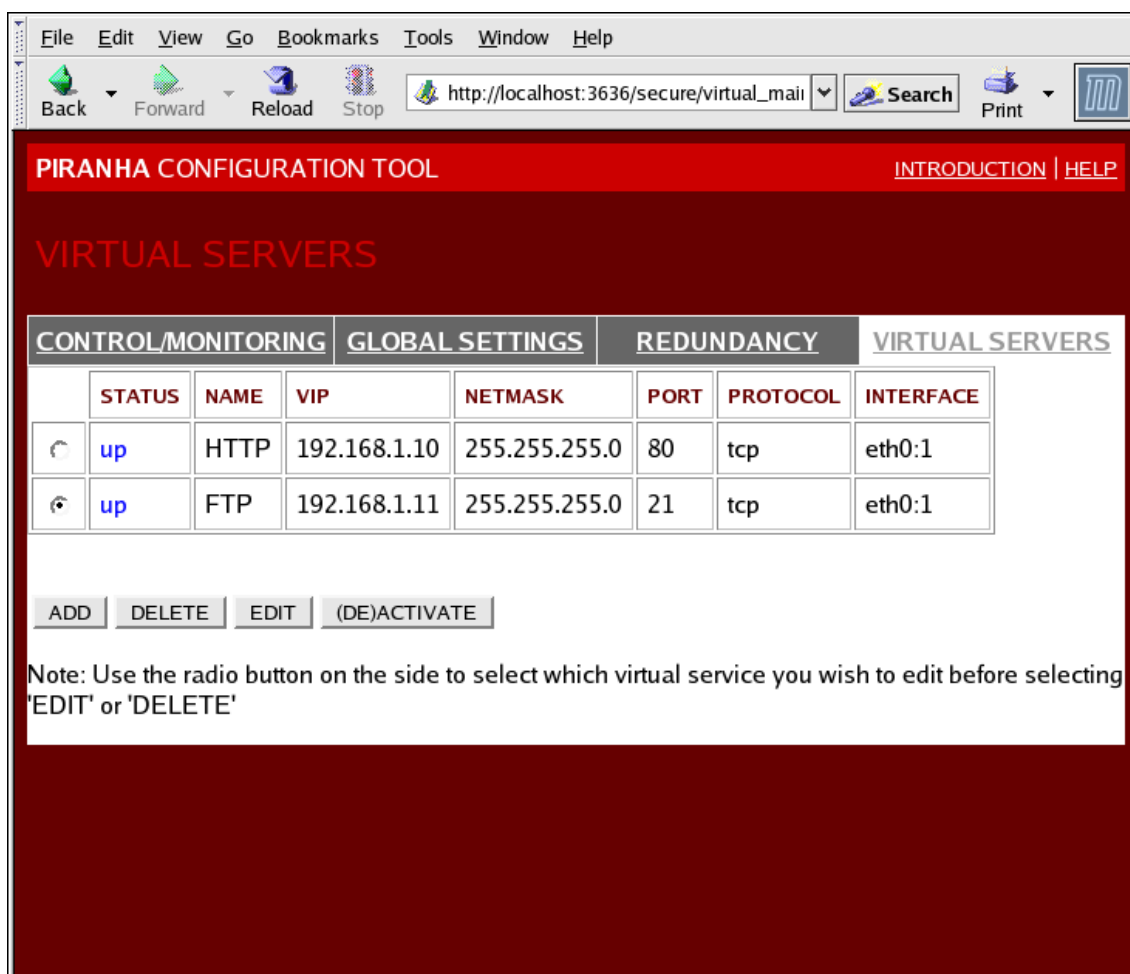 File Edit View Go Bookmarks Tools Window Help
Back Forward Reload Stop http://localhost:3636/secure/virtual_mai Search Print
PIRANHA CONFIGURATION TOOL INTRODUCTION | HELP
VIRTUAL SERVERS
CONTROL/MONITORING GLOBAL SETTINGS REDUNDANCY VIRTUAL SERVERS
STATUS NAME VIP NETMASK PORT PROTOCOL INTERFACE
up HTTP 192.168.1.10 255.255.255.0 80 tcp eth0:1
up FTP 192.168.1.11 255.255.255.0 21 tcp eth0:1
ADD DELETE EDIT (DE)ACTIVATE
Note: Use the radio button on the side to select which virtual service you wish to edit before selecting
'EDIT' or 'DELETE'